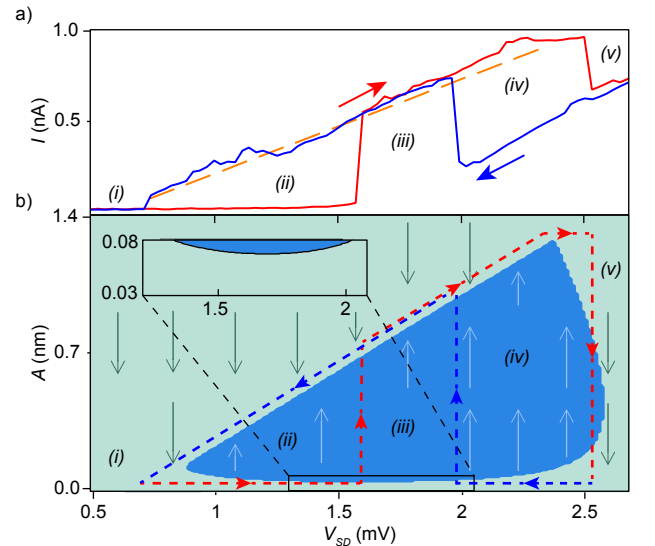 a)
1.0
0.5
I (nA)
(i)
(ii)
(iii)
(iv)
(v)
b)
1.4
0.7
0.0
A (nm)
0.08
0.03
1.5
2
(i)
(ii)
(iii)
(iv)
(v)
0.5
1
1.5
2
2.5
V_SD (mV)